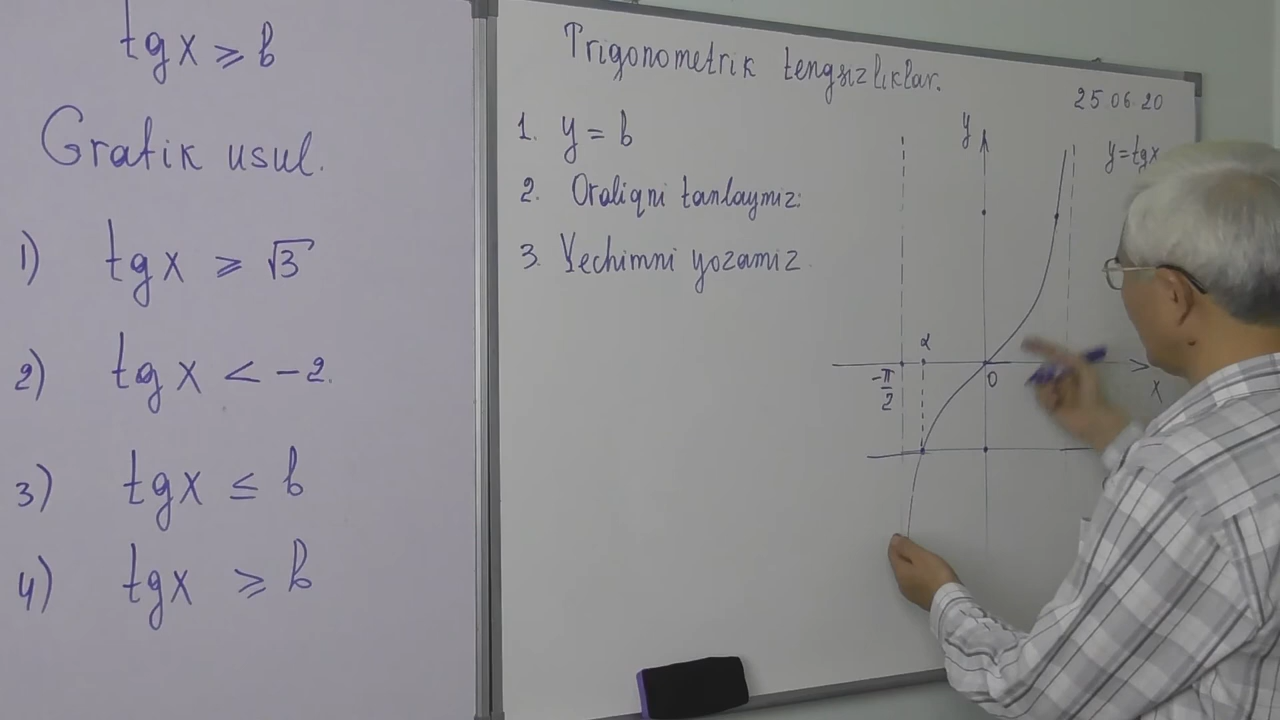 tgx ≥ b
Grafik usul.
1) tgx ≥ √3
2) tgx < -2.
3) tgx ≤ b
4) tgx ≥ b
Trigonometrik tengsizliklar.
25.06.20
1. y = b
2. Oraliqni tanlaymiz:
3. Yechimni yozamiz
y
y=tgx
α
-π/2
0
x